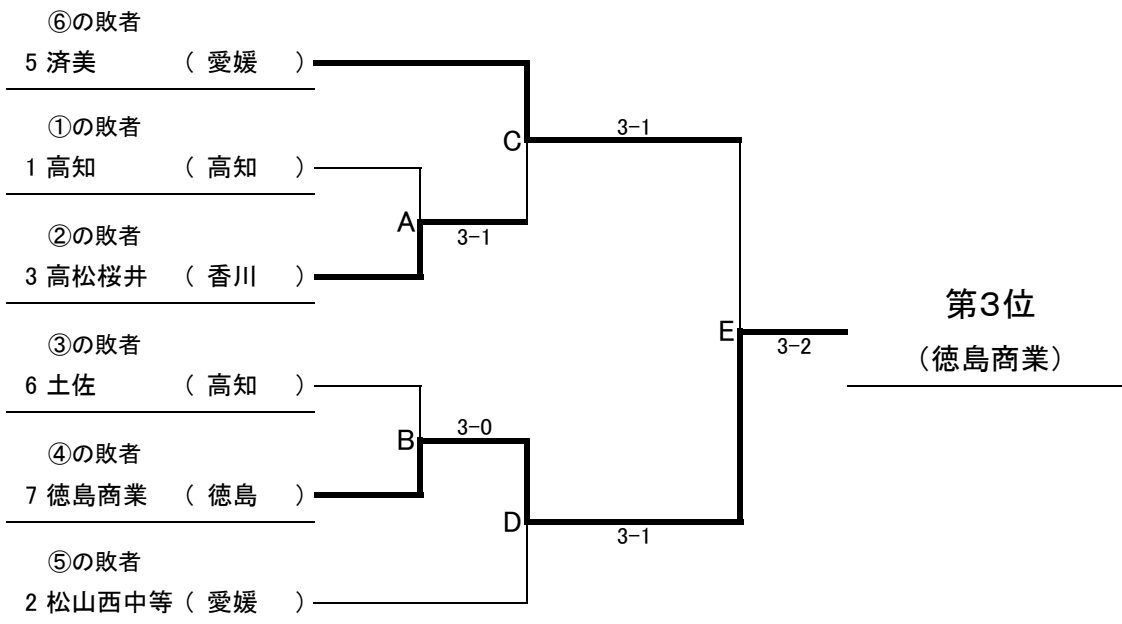 ⑥の敗者
5 済美 ( 愛媛 )
①の敗者
C
3-1
1 高知 ( 高知 )
A
3-1
②の敗者
3 高松桜井 ( 香川 )
第3位
E
3-2
③の敗者
(徳島商業)
6 土佐 ( 高知 )
B
3-0
④の敗者
7 徳島商業 ( 徳島 )
D
3-1
⑤の敗者
2 松山西中等 ( 愛媛 )